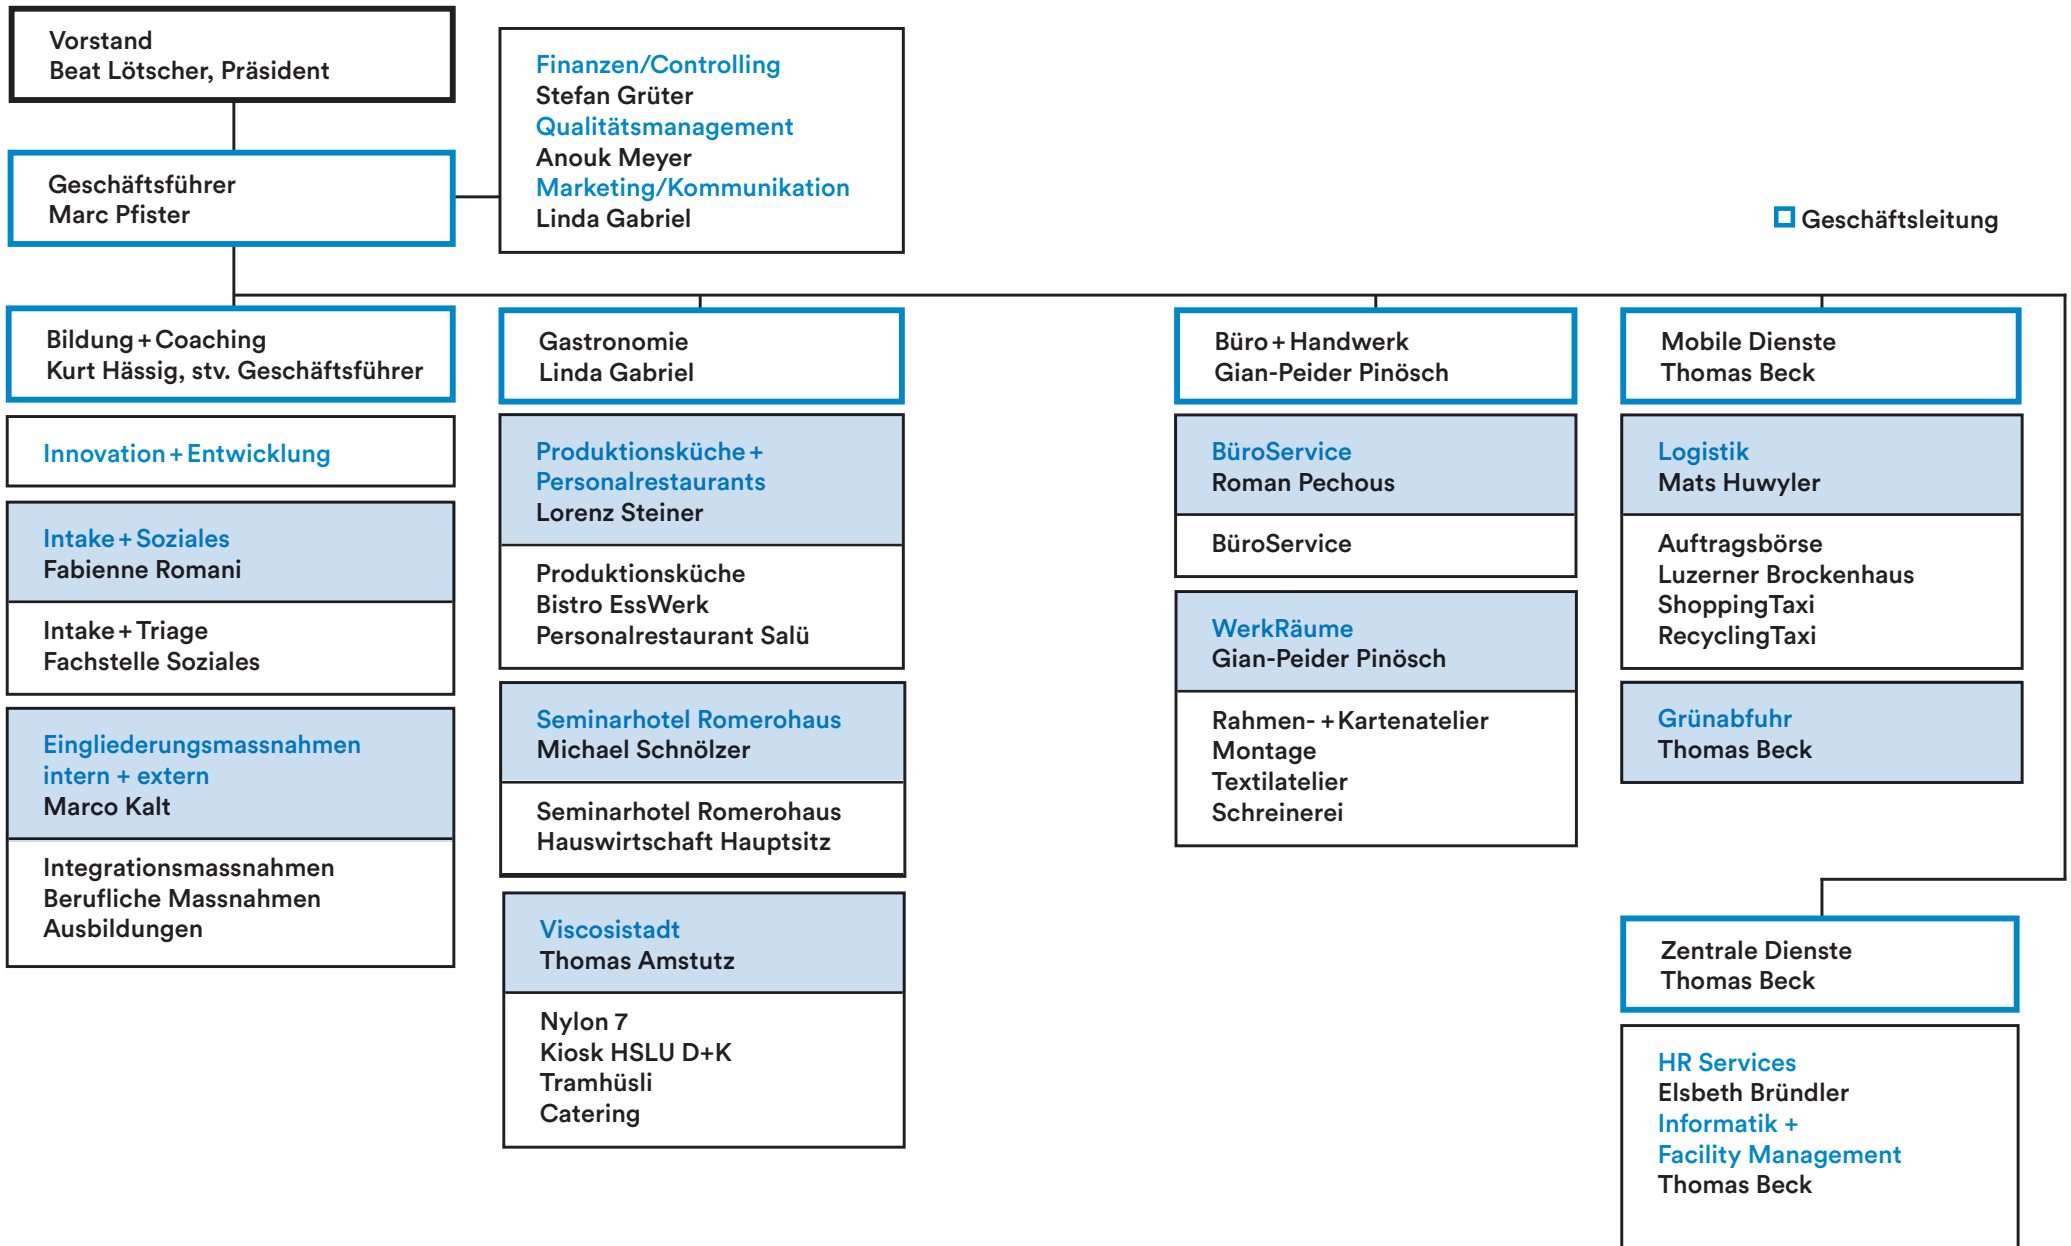 Vorstand
Beat Lötscher, Präsident
Geschäftsführer
Marc Pfister
Finanzen/Controlling
Stefan Grüter
Qualitätsmanagement
Anouk Meyer
Marketing/Kommunikation
Linda Gabriel
Geschäftsleitung
Bildung + Coaching
Kurt Hässig, stv. Geschäftsführer
Innovation + Entwicklung
Intake + Soziales
Fabienne Romani
Intake + Triage
Fachstelle Soziales
Eingliederungsmassnahmen
intern + extern
Marco Kalt
Integrationsmassnahmen
Berufliche Massnahmen
Ausbildungen
Gastronomie
Linda Gabriel
Produktionsküche +
Personalrestaurants
Lorenz Steiner
Produktionsküche
Bistro EssWerk
Personalrestaurant Salü
Seminarhotel Romerohaus
Michael Schnölzer
Seminarhotel Romerohaus
Hauswirtschaft Hauptsitz
Viscosistadt
Thomas Amstutz
Nylon 7
Kiosk HSLU D+K
Tramhüsli
Catering
Büro + Handwerk
Gian-Peider Pinösch
BüroService
Roman Pechous
BüroService
WerkRäume
Gian-Peider Pinösch
Rahmen- + Kartenatelier
Montage
Textilatelier
Schreinerei
Mobile Dienste
Thomas Beck
Logistik
Mats Huwyler
Auftragsbörse
Luzerner Brockenhaus
ShoppingTaxi
RecyclingTaxi
Grünabfuhr
Thomas Beck
Zentrale Dienste
Thomas Beck
HR Services
Elsbeth Bründler
Informatik +
Facility Management
Thomas Beck